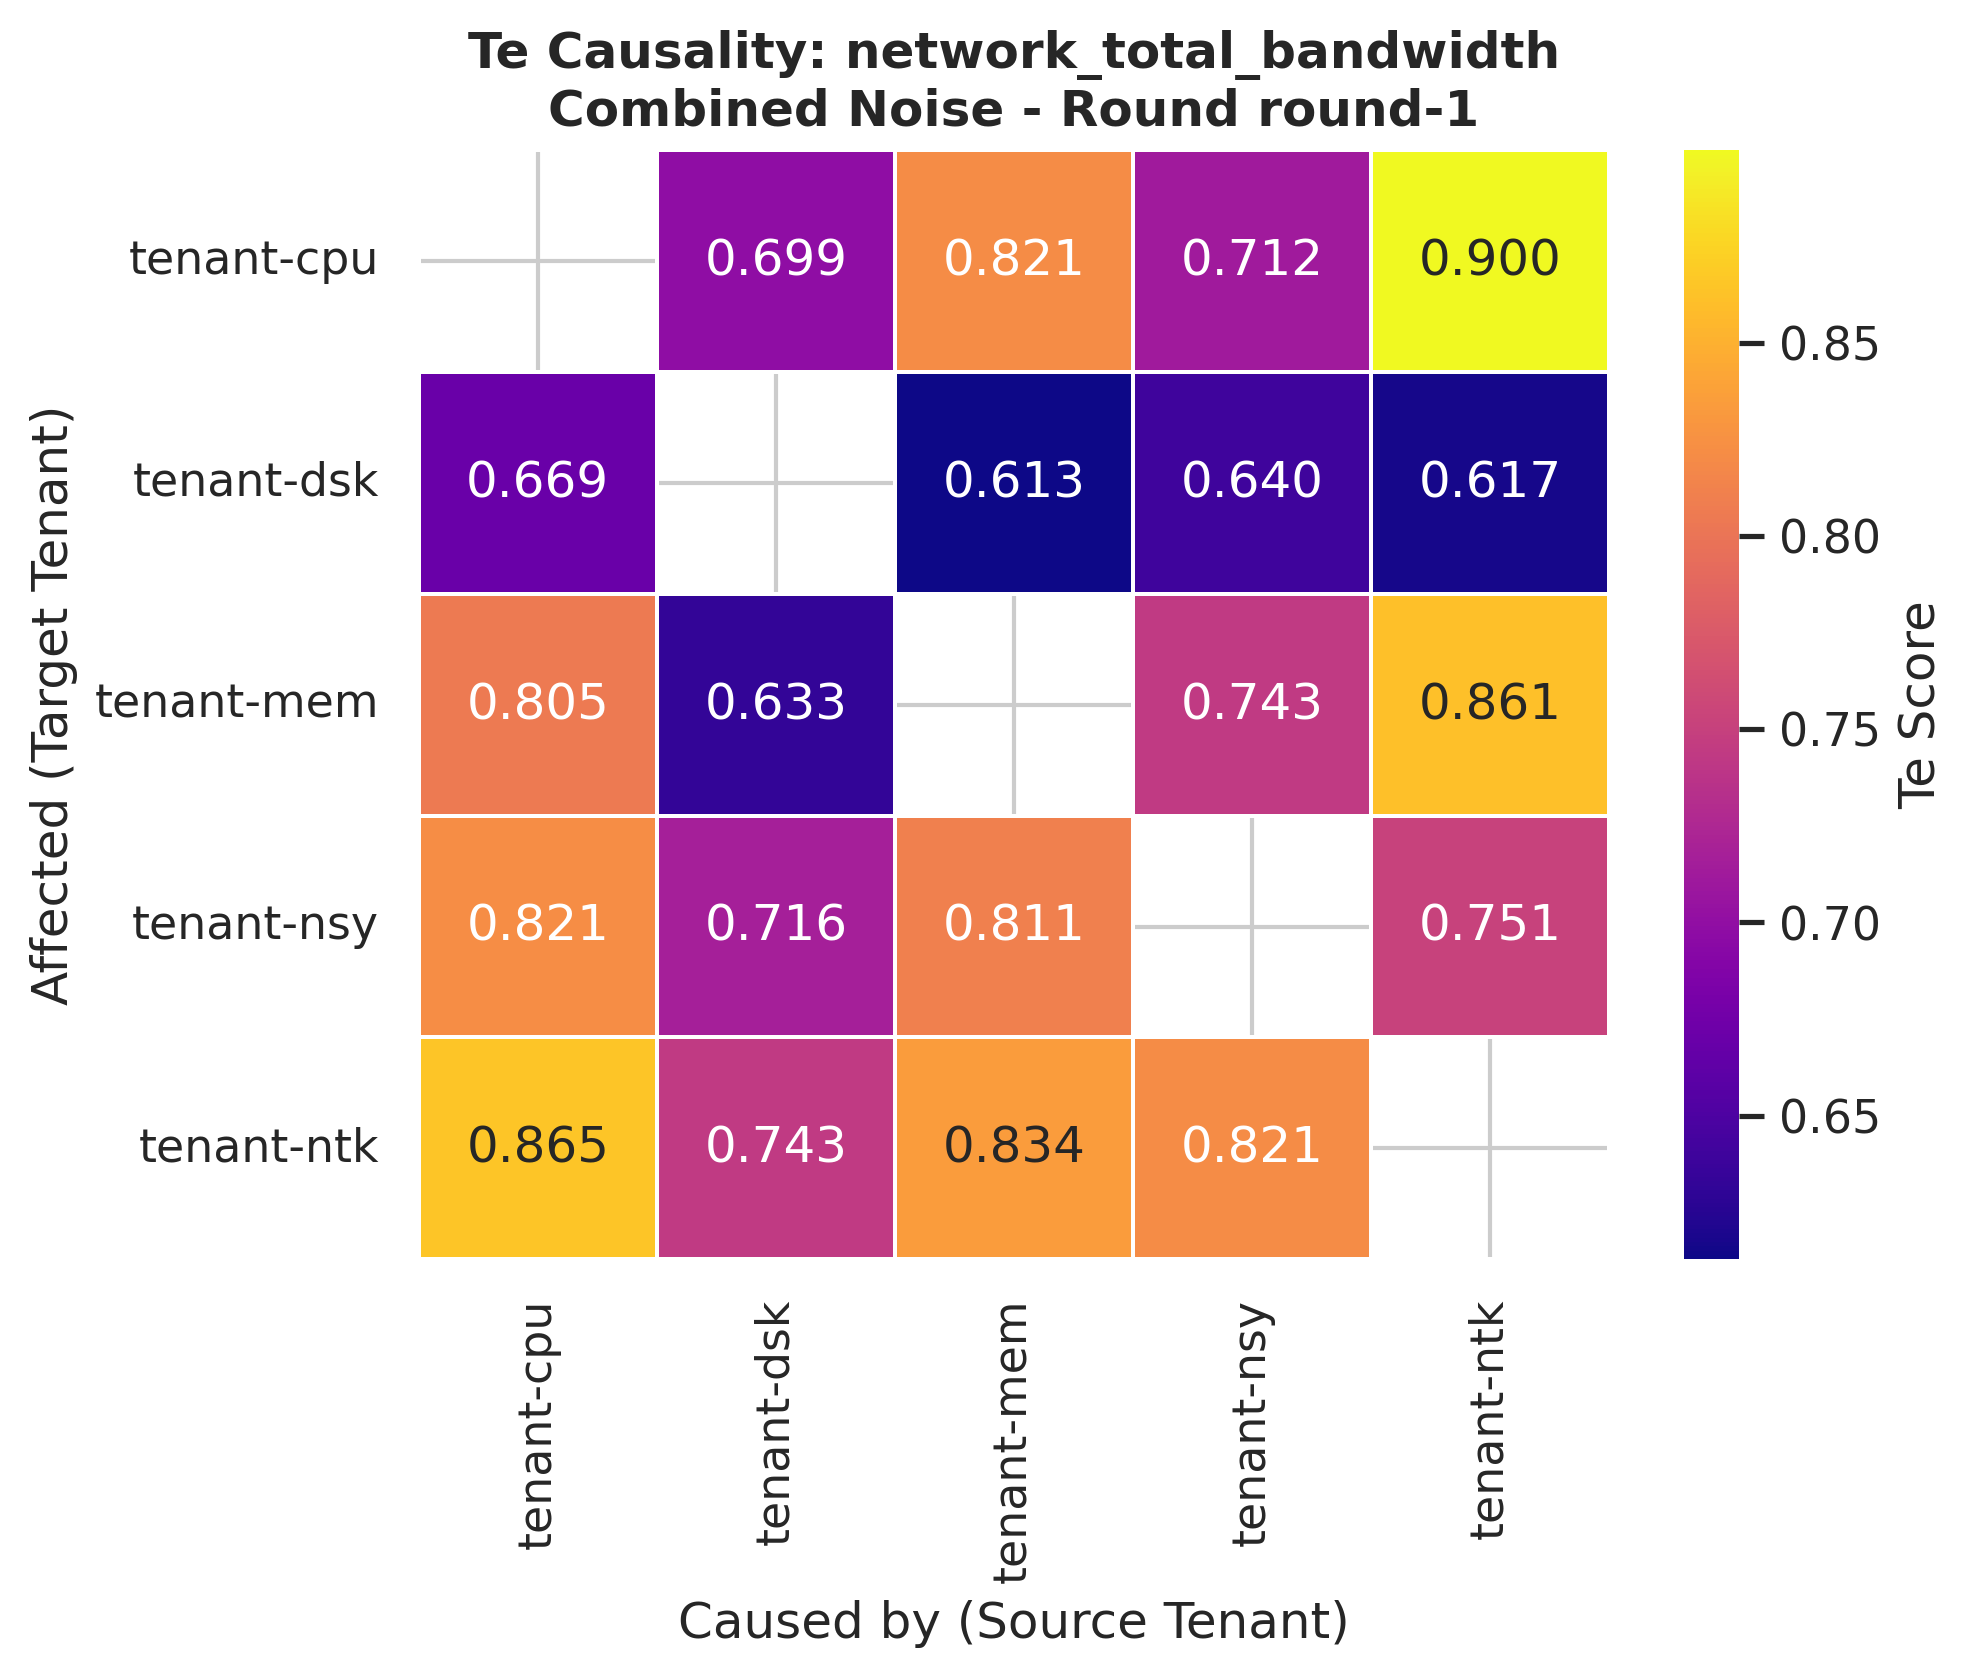 Te Causality: network_total_bandwidth
Combined Noise - Round round-1
Affected (Target Tenant)
tenant-cpu
0.699 0.821 0.712 0.900
tenant-dsk
0.669 0.613 0.640 0.617
tenant-mem
0.805 0.633 0.743 0.861
tenant-nsy
0.821 0.716 0.811 0.751
tenant-ntk
0.865 0.743 0.834 0.821
tenant-cpu
tenant-dsk
tenant-mem
tenant-nsy
tenant-ntk
Caused by (Source Tenant)
0.85
0.80
0.75
0.70
0.65
Te Score